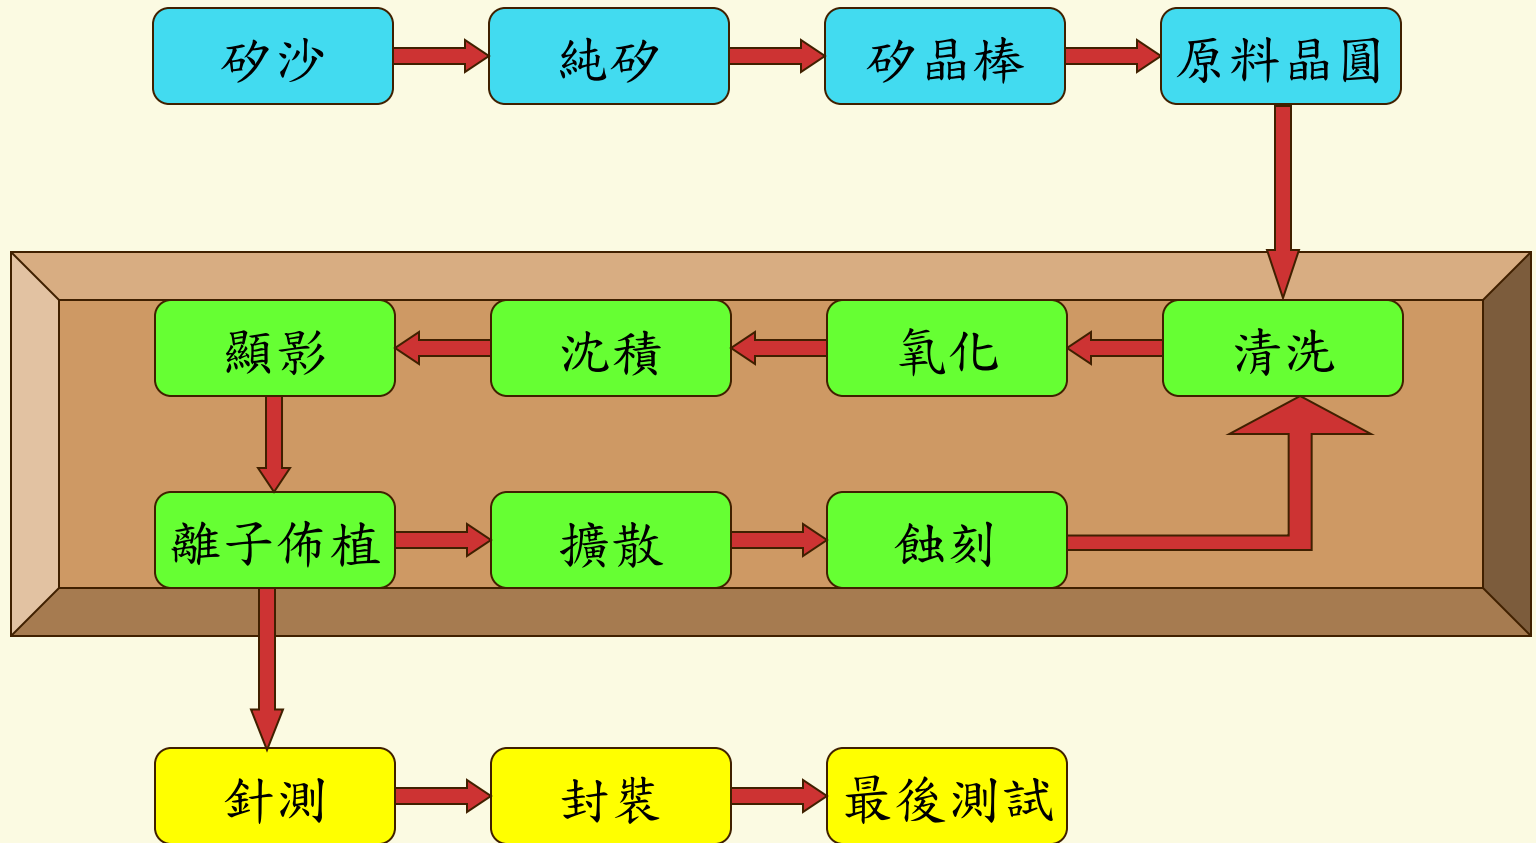 矽沙
純矽
矽晶棒
原料晶圓
清洗
氧化
沈積
顯影
離子佈植
擴散
蝕刻
針測
封裝
最後測試